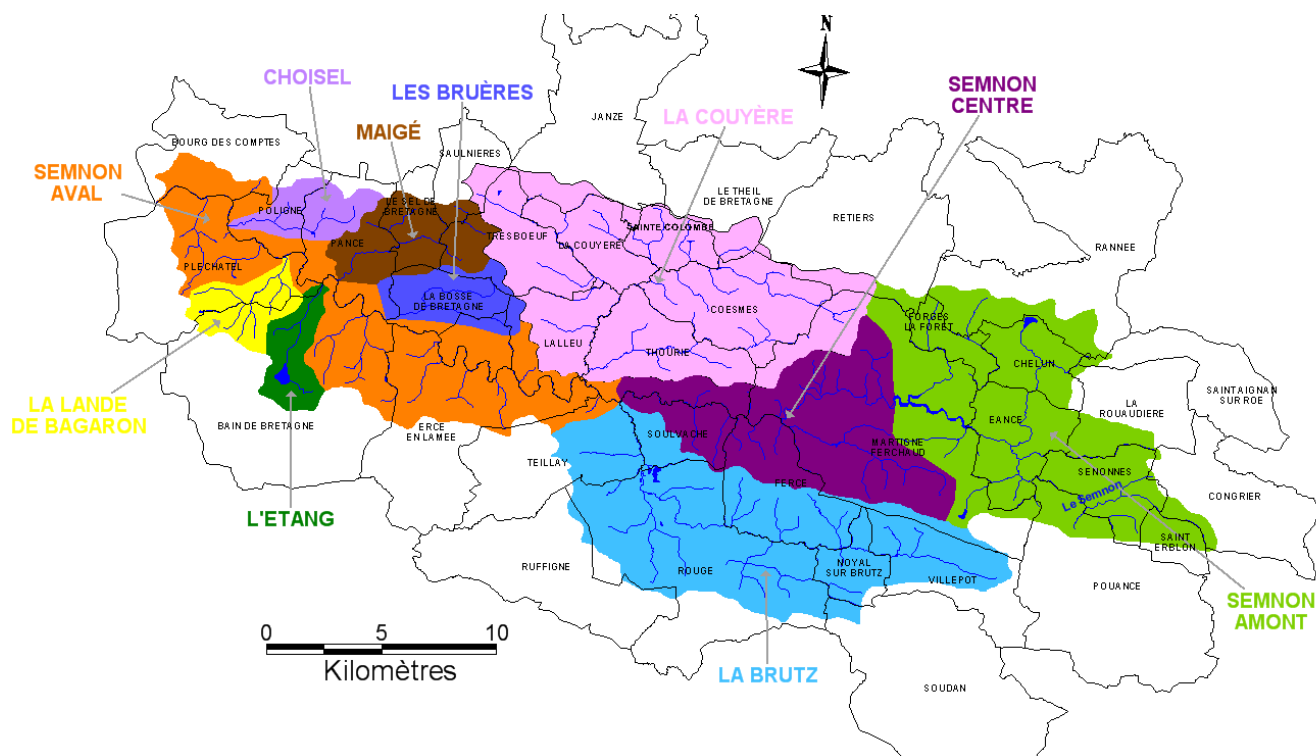 N
CHOISEL
LES BRUÈRES
SEMNON
CENTRE
MAIGÉ
LA COUYÈRE
JANZE
BOURG DES COMPTES
SAULNIERES
SEMNON
AVAL
LE THEIL
DE BRETAGNE
RETIERS
LE SEL DE
BRETAGNE
POLIGNE
SAINTE COLOMBE
TRESBOEUF
LA COUYERE
PANCE
RANNEE
PLECHATEL
LA BOSSE
DE BRETAGNE
COESMES
FORGES
LA FORET
LALLEU
THOURIE
CHELUN
SAINT AIGNAN
SUR ROE
LA
ROUAUDIERE
LA LANDE
DE BAGARON
BAIN DE BRETAGNE
ERCE
EN LAMEE
SOULVACHE
MARTIGNE
FERCHAUD
EANCE
TEILLAY
FERCE
SENONNES
CONGRIER
Le Semnon
L'ETANG
SAINT
ERBLON
RUFFIGNE
ROUGE
NOYAL
SUR BRUTZ
VILLEPOT
POUANCE
SEMNON
AMONT
0 5 10
Kilomètres
LA BRUTZ
SOUDAN